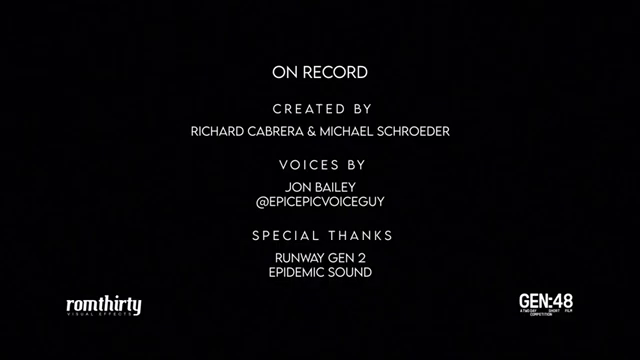 ON RECORD
CREATED BY
RICHARD CABRERA & MICHAEL SCHROEDER
VOICES BY
JON BAILEY
@EPICEPICVOICEGUY
SPECIAL THANKS
RUNWAY GEN 2
EPIDEMIC SOUND
romthirty
VISUAL EFFECTS
GEN:48
A TWO DAY SHORT FILM
COMPETITION